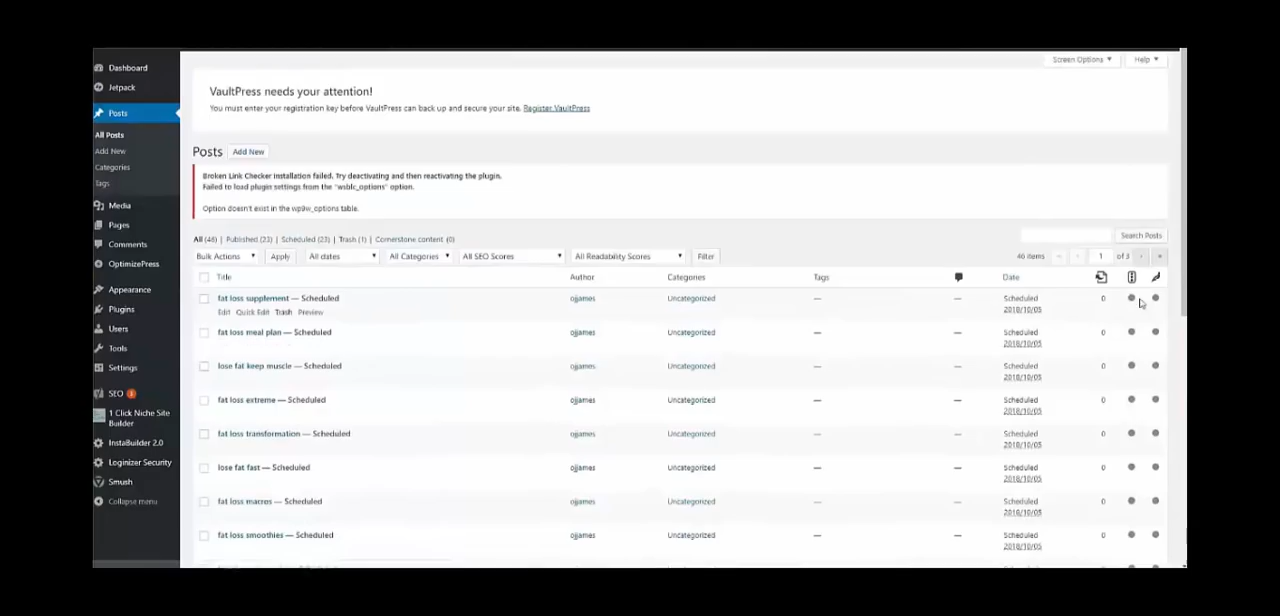 Dashboard
Jetpack
Posts
All Posts
Add New
Categories
Tags
Media
Pages
Comments
OptimizePress
Appearance
Plugins
Users
Tools
Settings
SEO
1 Click Niche Site
Builder
InstaBuilder 2.0
Loginizer Security
Smush
Collapse menu
Screen Options Help
VaultPress needs your attention!
You must enter your registration key before VaultPress can back up and secure your site. Register VaultPress
Posts Add New
Broken Link Checker installation failed. Try deactivating and then reactivating the plugin.
Failed to load plugin settings from the "wsblc_options" option.
Option doesn't exist in the table.
All (46) | Published (23) | Scheduled (23) | Trash (1) | Cornerstone content (0)
Search Posts
Bulk Actions Apply All dates All Categories All SEO Scores All Readability Scores Filter 46 items « ‹ 1 of 3 › »
Title Author Categories Tags Date
fat loss supplement — Scheduled ojjames Uncategorized — — Scheduled 0
Edit Quick Edit Trash Preview 2018/10/05
fat loss meal plan — Scheduled ojjames Uncategorized — — Scheduled 0
2018/10/05
lose fat keep muscle — Scheduled ojjames Uncategorized — — Scheduled 0
2018/10/05
fat loss extreme — Scheduled ojjames Uncategorized — — Scheduled 0
2018/10/05
fat loss transformation — Scheduled ojjames Uncategorized — — Scheduled 0
2018/10/05
lose fat fast — Scheduled ojjames Uncategorized — — Scheduled 0
2018/10/05
fat loss macros — Scheduled ojjames Uncategorized — — Scheduled 0
2018/10/05
fat loss smoothies — Scheduled ojjames Uncategorized — — Scheduled 0
2018/10/05